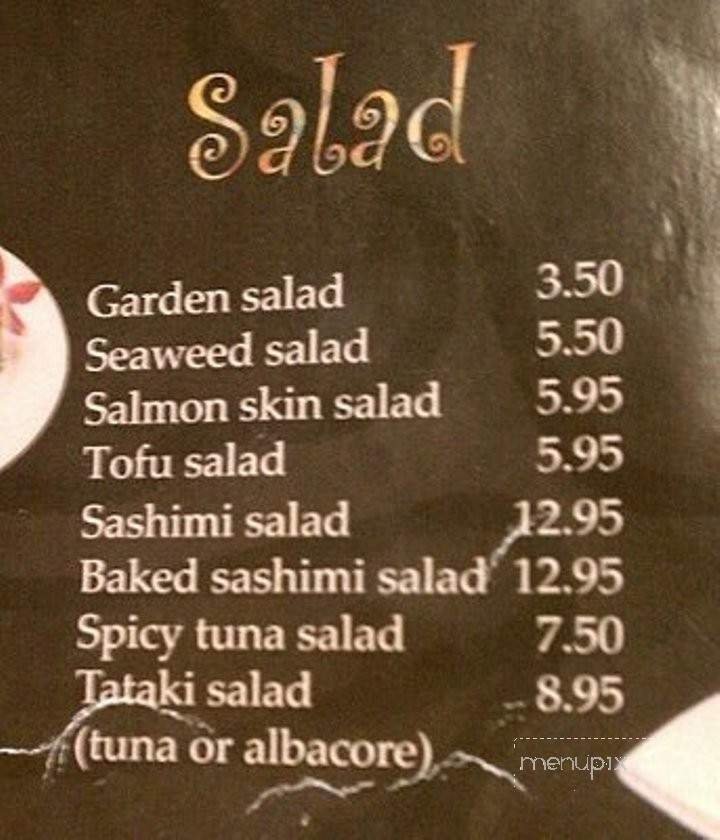 Salad
Garden salad 3.50
Seaweed salad 5.50
Salmon skin salad 5.95
Tofu salad 5.95
Sashimi salad 12.95
Baked sashimi salad 12.95
Spicy tuna salad 7.50
Tataki salad 8.95
(tuna or albacore)
menupix